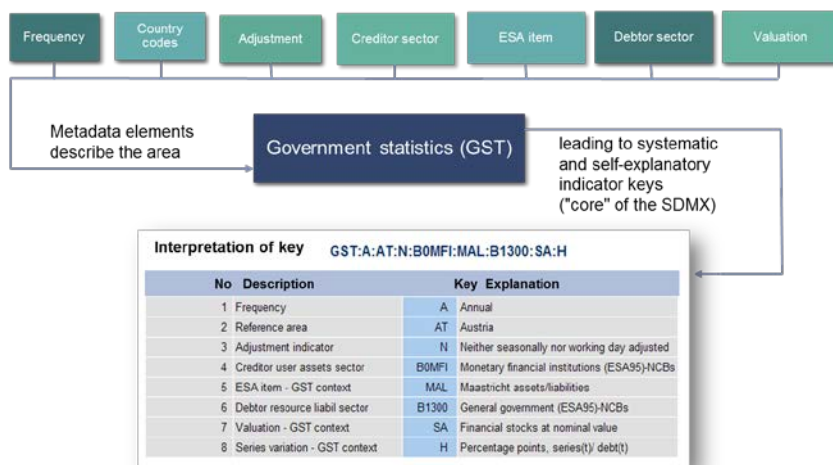 Frequency
Country
codes
Adjustment
Creditor sector
ESA item
Debtor sector
Valuation
Metadata elements
describe the area
Government statistics (GST)
leading to systematic
and self-explanatory
indicator keys
("core" of the SDMX)
Interpretation of key GST:A:AT:N:B0MFI:MAL:B1300:SA:H
No Description Key Explanation
1 Frequency A Annual
2 Reference area AT Austria
3 Adjustment indicator N Neither seasonally nor working day adjusted
4 Creditor user assets sector B0MFI Monetary financial institutions (ESA95)-NCBs
5 ESA item - GST context MAL Maastricht assets/liabilities
6 Debtor resource liabil sector B1300 General government (ESA95)-NCBs
7 Valuation - GST context SA Financial stocks at nominal value
8 Series variation - GST context H Percentage points, series(t)/ debt(t)